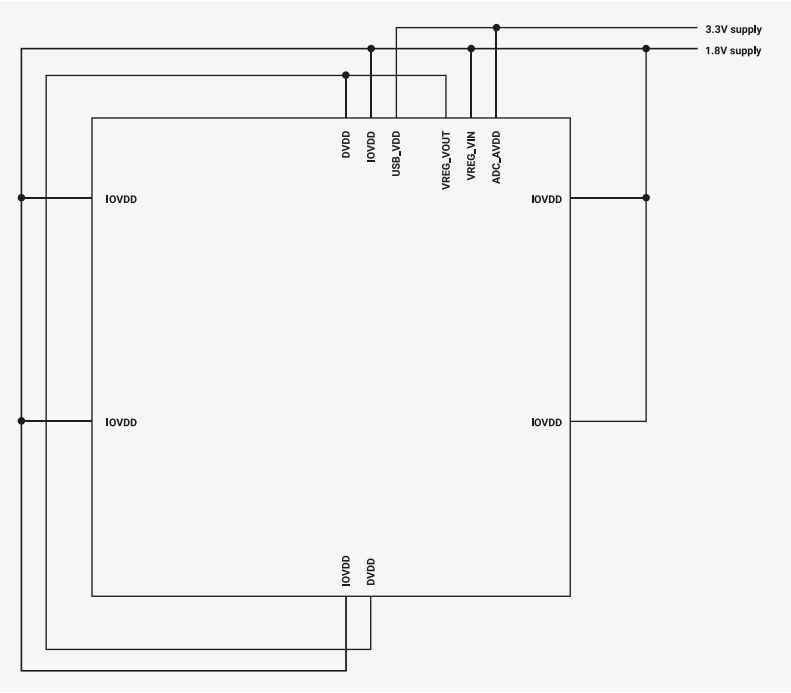 3.3V supply
1.8V supply
DVDD
IOVDD
USB_VDD
VREG_VOUT
VREG_VIN
ADC_AVDD
IOVDD
IOVDD
IOVDD
IOVDD
IOVDD
DVDD